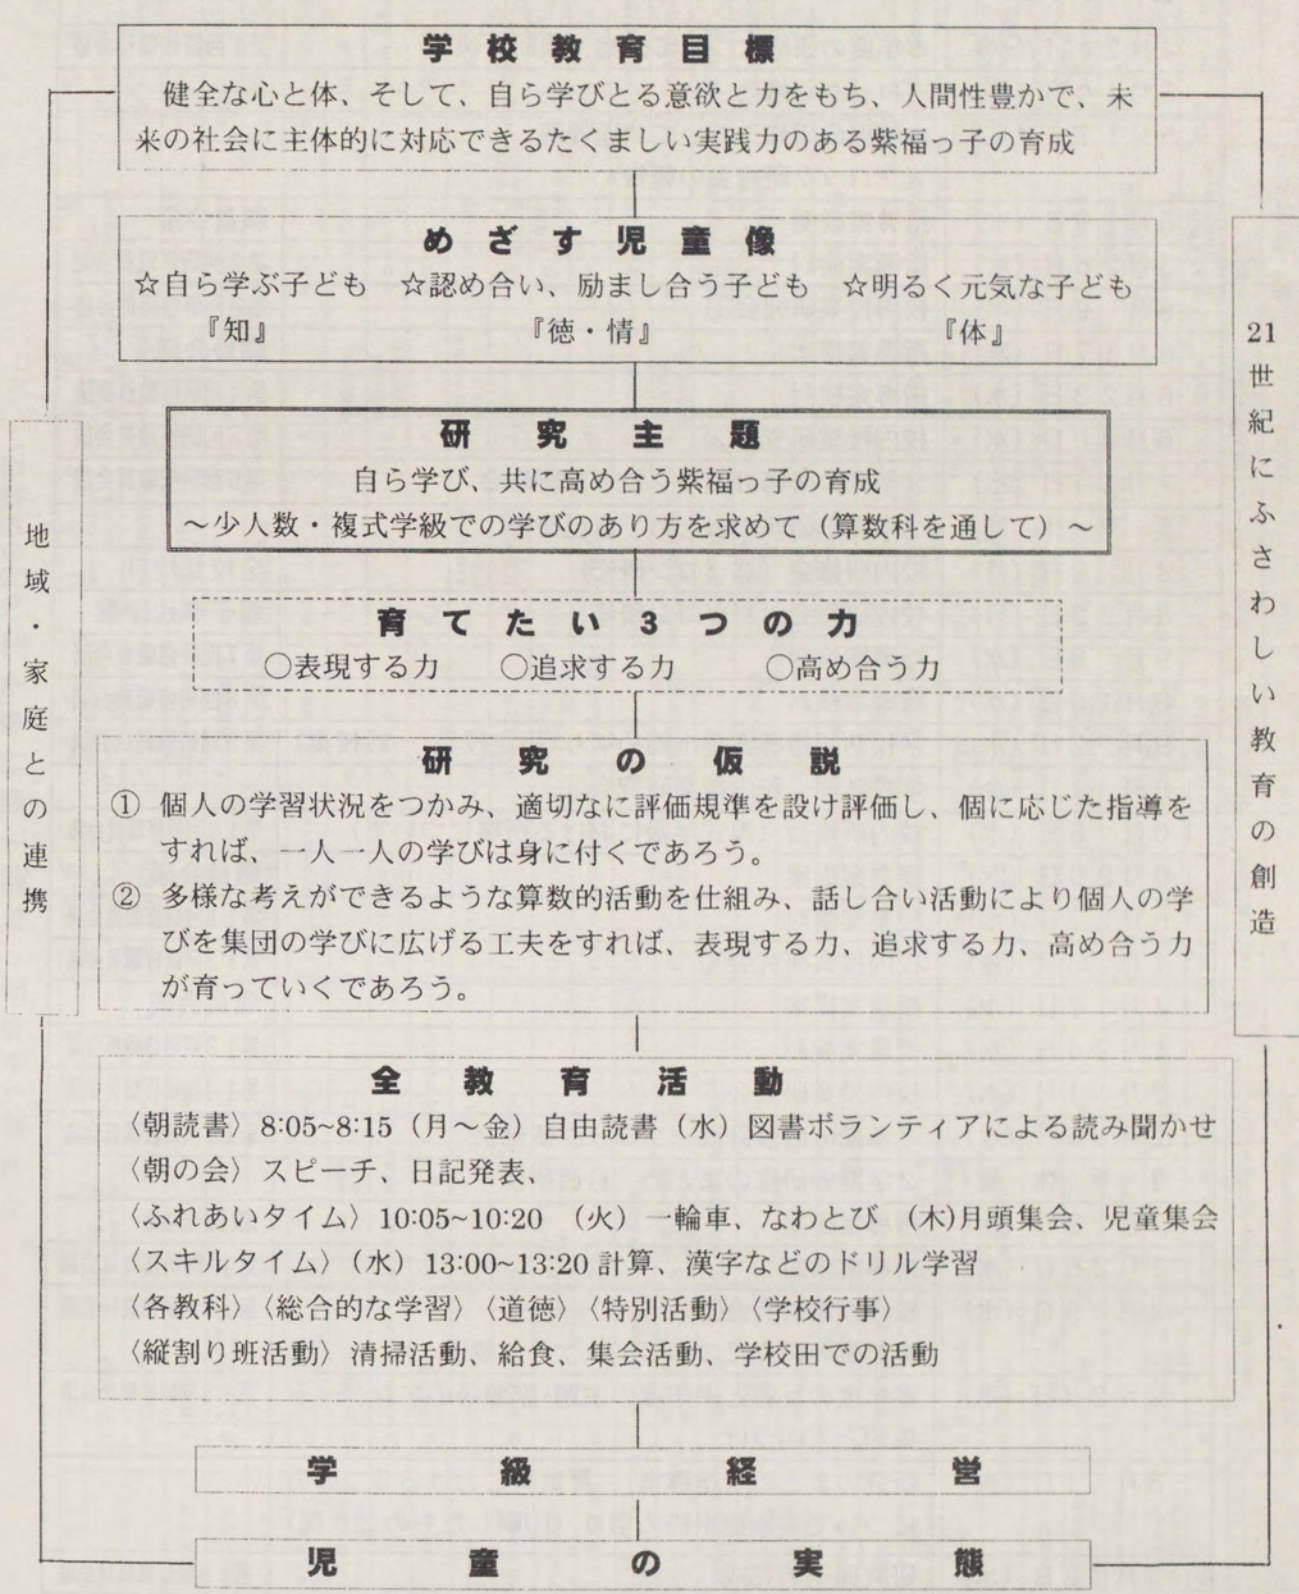 学校教育目標
健全な心と体、そして、自ら学びとる意欲と力をもち、人間性豊かで、未
来の社会に主体的に対応できるたくましい実践力のある紫福っ子の育成
めざす児童像
☆自ら学ぶ子ども　☆認め合い、励まし合う子ども　☆明るく元気な子ども
『知』　『徳・情』　『体』
研究主題
自ら学び、共に高め合う紫福っ子の育成
～少人数・複式学級での学びのあり方を求めて（算数科を通して）～
育てたい3つの力
○表現する力　○追求する力　○高め合う力
研究の仮説
① 個人の学習状況をつかみ、適切なに評価規準を設け評価し、個に応じた指導を
すれば、一人一人の学びは身に付くであろう。
② 多様な考えができるような算数的活動を仕組み、話し合い活動により個人の学
びを集団の学びに広げる工夫をすれば、表現する力、追求する力、高め合う力
が育っていくであろう。
全教育活動
〈朝読書〉8:05~8:15（月～金）自由読書（水）図書ボランティアによる読み聞かせ
〈朝の会〉スピーチ、日記発表、
〈ふれあいタイム〉10:05~10:20　（火）一輪車、なわとび　(木)月頭集会、児童集会
〈スキルタイム〉（水）13:00~13:20 計算、漢字などのドリル学習
〈各教科〉〈総合的な学習〉〈道徳〉〈特別活動〉〈学校行事〉
〈縦割り班活動〉清掃活動、給食、集会活動、学校田での活動
学級経営
児童の実態
地域・家庭との連携
21世紀にふさわしい教育の創造